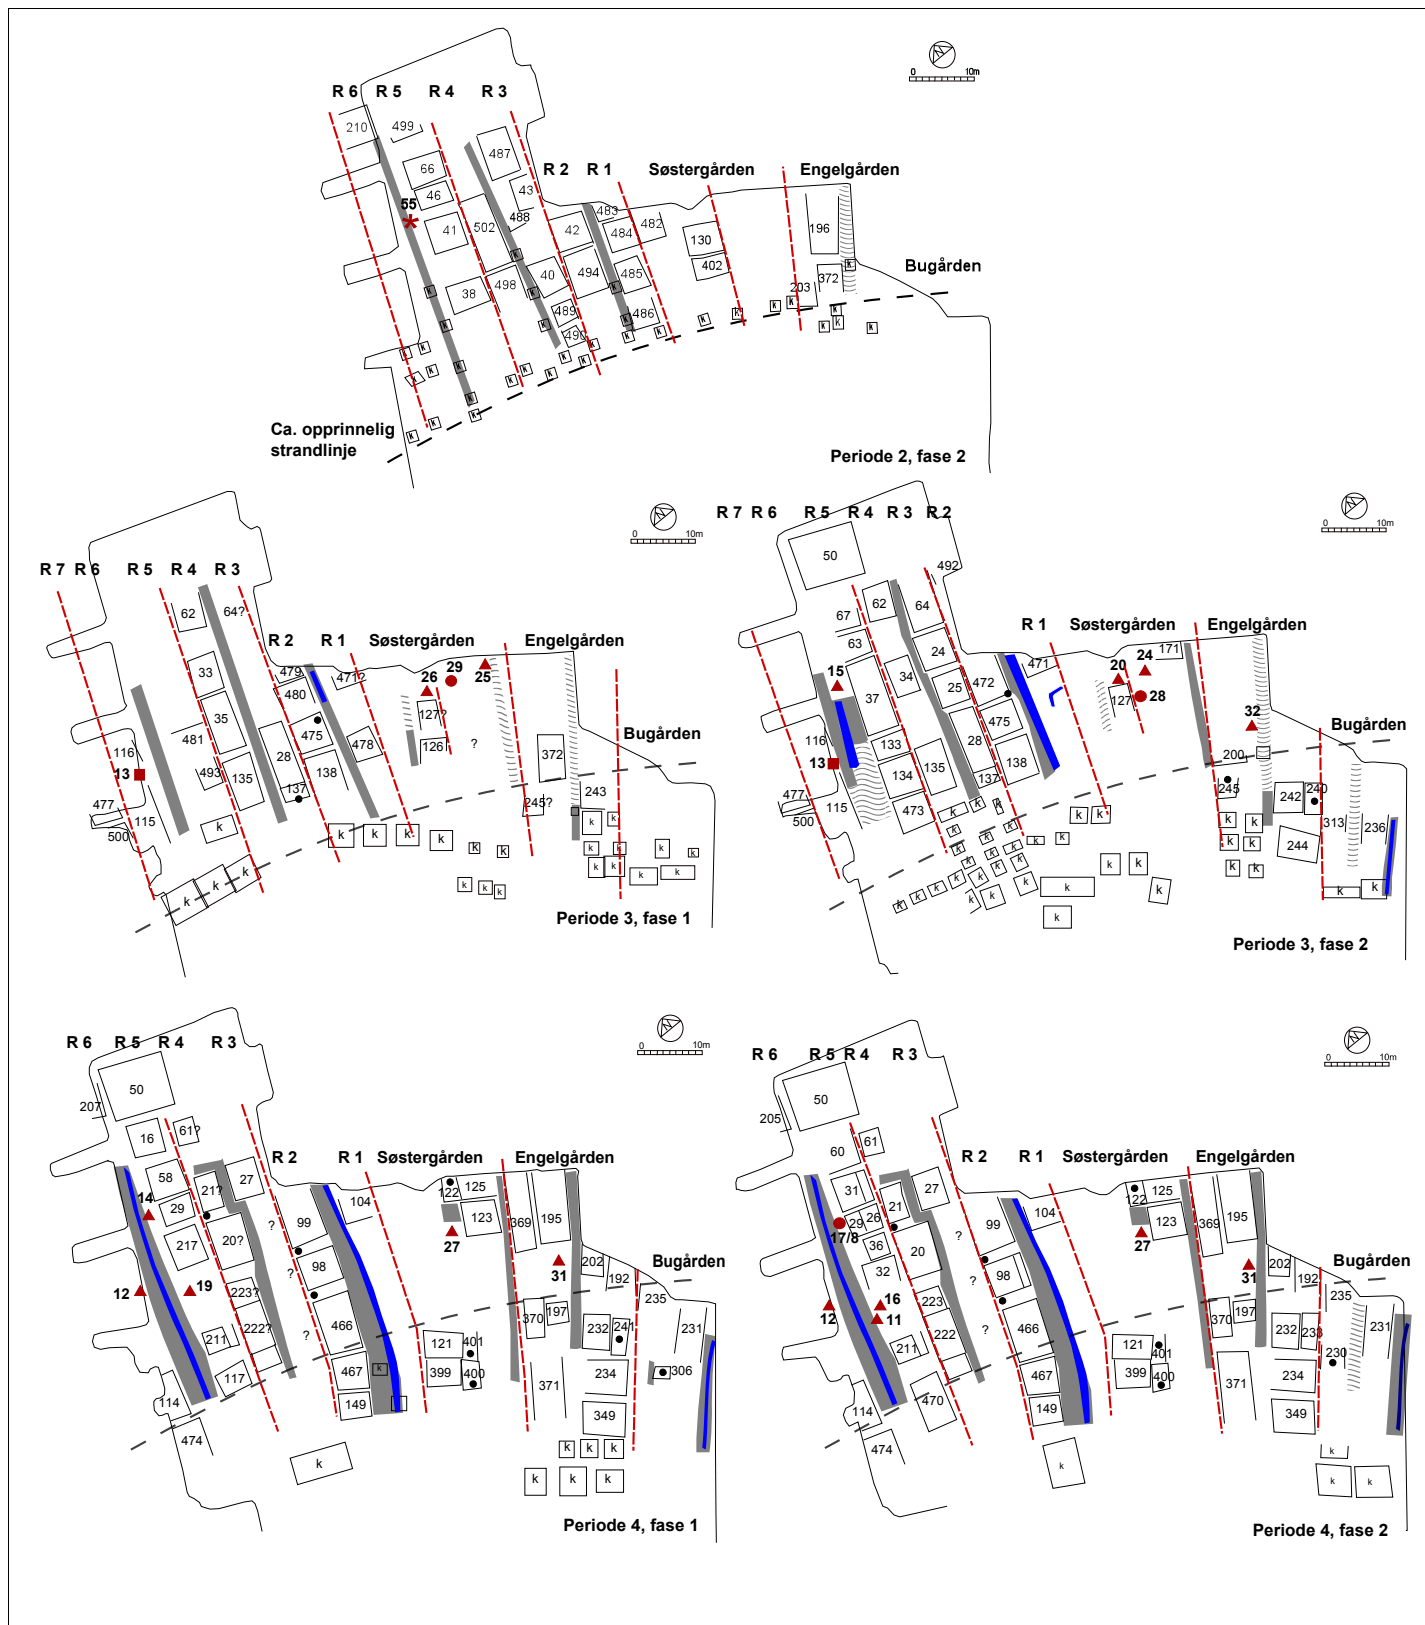 0 10m
R 6 R 5 R 4 R 3
210 499 487
66
R 2 R 1 Søstergården Engelgården
46 43
55 483
41 502 488 42 484 482 130 196
402
Bugården
38 498 40 494 485 203 372
489 486
490
k k k k k k k k k k k k k k k k k k k k k k k k k k k k k k
Ca. opprinnelig
strandlinje
Periode 2, fase 2
0 10m
R 7 R 6 R 5 R 4 R 3
62 64?
R 2 R 1 Søstergården Engelgården
33 479 471? 26 29 25
480
35 475 127?
Bugården
116 481 28 478 126 ? 372
13 493 135 138
477 137 245? 243
500 115
k k k k k k k k k k k k k k k k k k k k k
Periode 3, fase 1
0 10m
R 7 R 6 R 5 R 4 R 3 R 2
50 492
67 62 64
R 1 Søstergården Engelgården
63 24 471 20 24 171
15 34 25 472 127 28
37 475 32
Bugården
116 133 28 138 200
13 134 135 137 245 242 240
477 115 473 313 236
500 244
k k k k k k k k k k k k k k k k k k k k k k k k k k k k k k k k k k
Periode 3, fase 2
0 10m
R 6 R 5 R 4 R 3
50
207
16 61?
R 2 R 1 Søstergården Engelgården
58 21? 27 122 125
14 29 104 123 369 195
217 20? ? 99 27
98 31 202
Bugården
12 19 223? ? 192 235
222? ? 466 370 197 232 241 231
211 121 401
117 467 399 400 371 234 306
114 149 349
474
k k k k k k k k k
Periode 4, fase 1
0 10m
R 6 R 5 R 4 R 3
50
205
60 61
R 2 R 1 Søstergården Engelgården
31 27 122 125
21 104 123 369 195
29 26 99 27
17/8 36 20 ?
32 98 31 202
Bugården
12 16 223 ? 192 235
11 222 ? 466 370 197 232 233 231
211 121 401 230
470 467 399 400 371 234
114 149 349
474
k k k k
Periode 4, fase 2